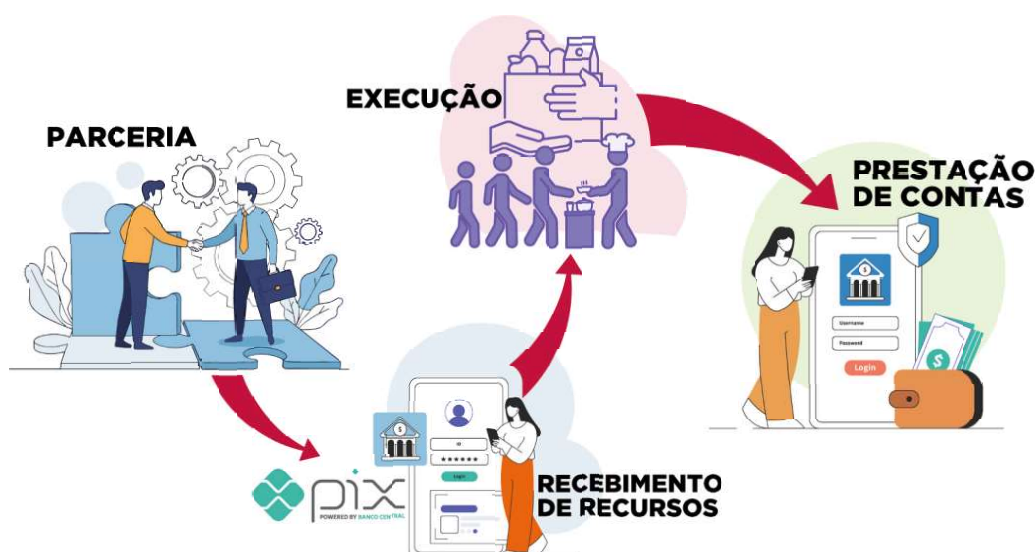 PARCERIA
EXECUÇÃO
PRESTAÇÃO
DE CONTAS
$
Username
Password
Login
$
$
ID
******
Login
pix
POWERED BY BANCO CENTRAL
RECEBIMENTO
DE RECURSOS